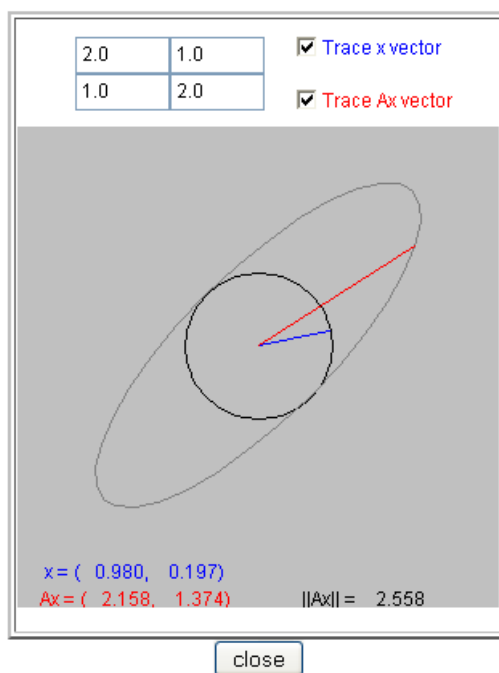 2.0 1.0 Trace x vector
1.0 2.0 Trace Ax vector
x = ( 0.980, 0.197)
Ax = ( 2.158, 1.374) ||Ax|| = 2.558
close